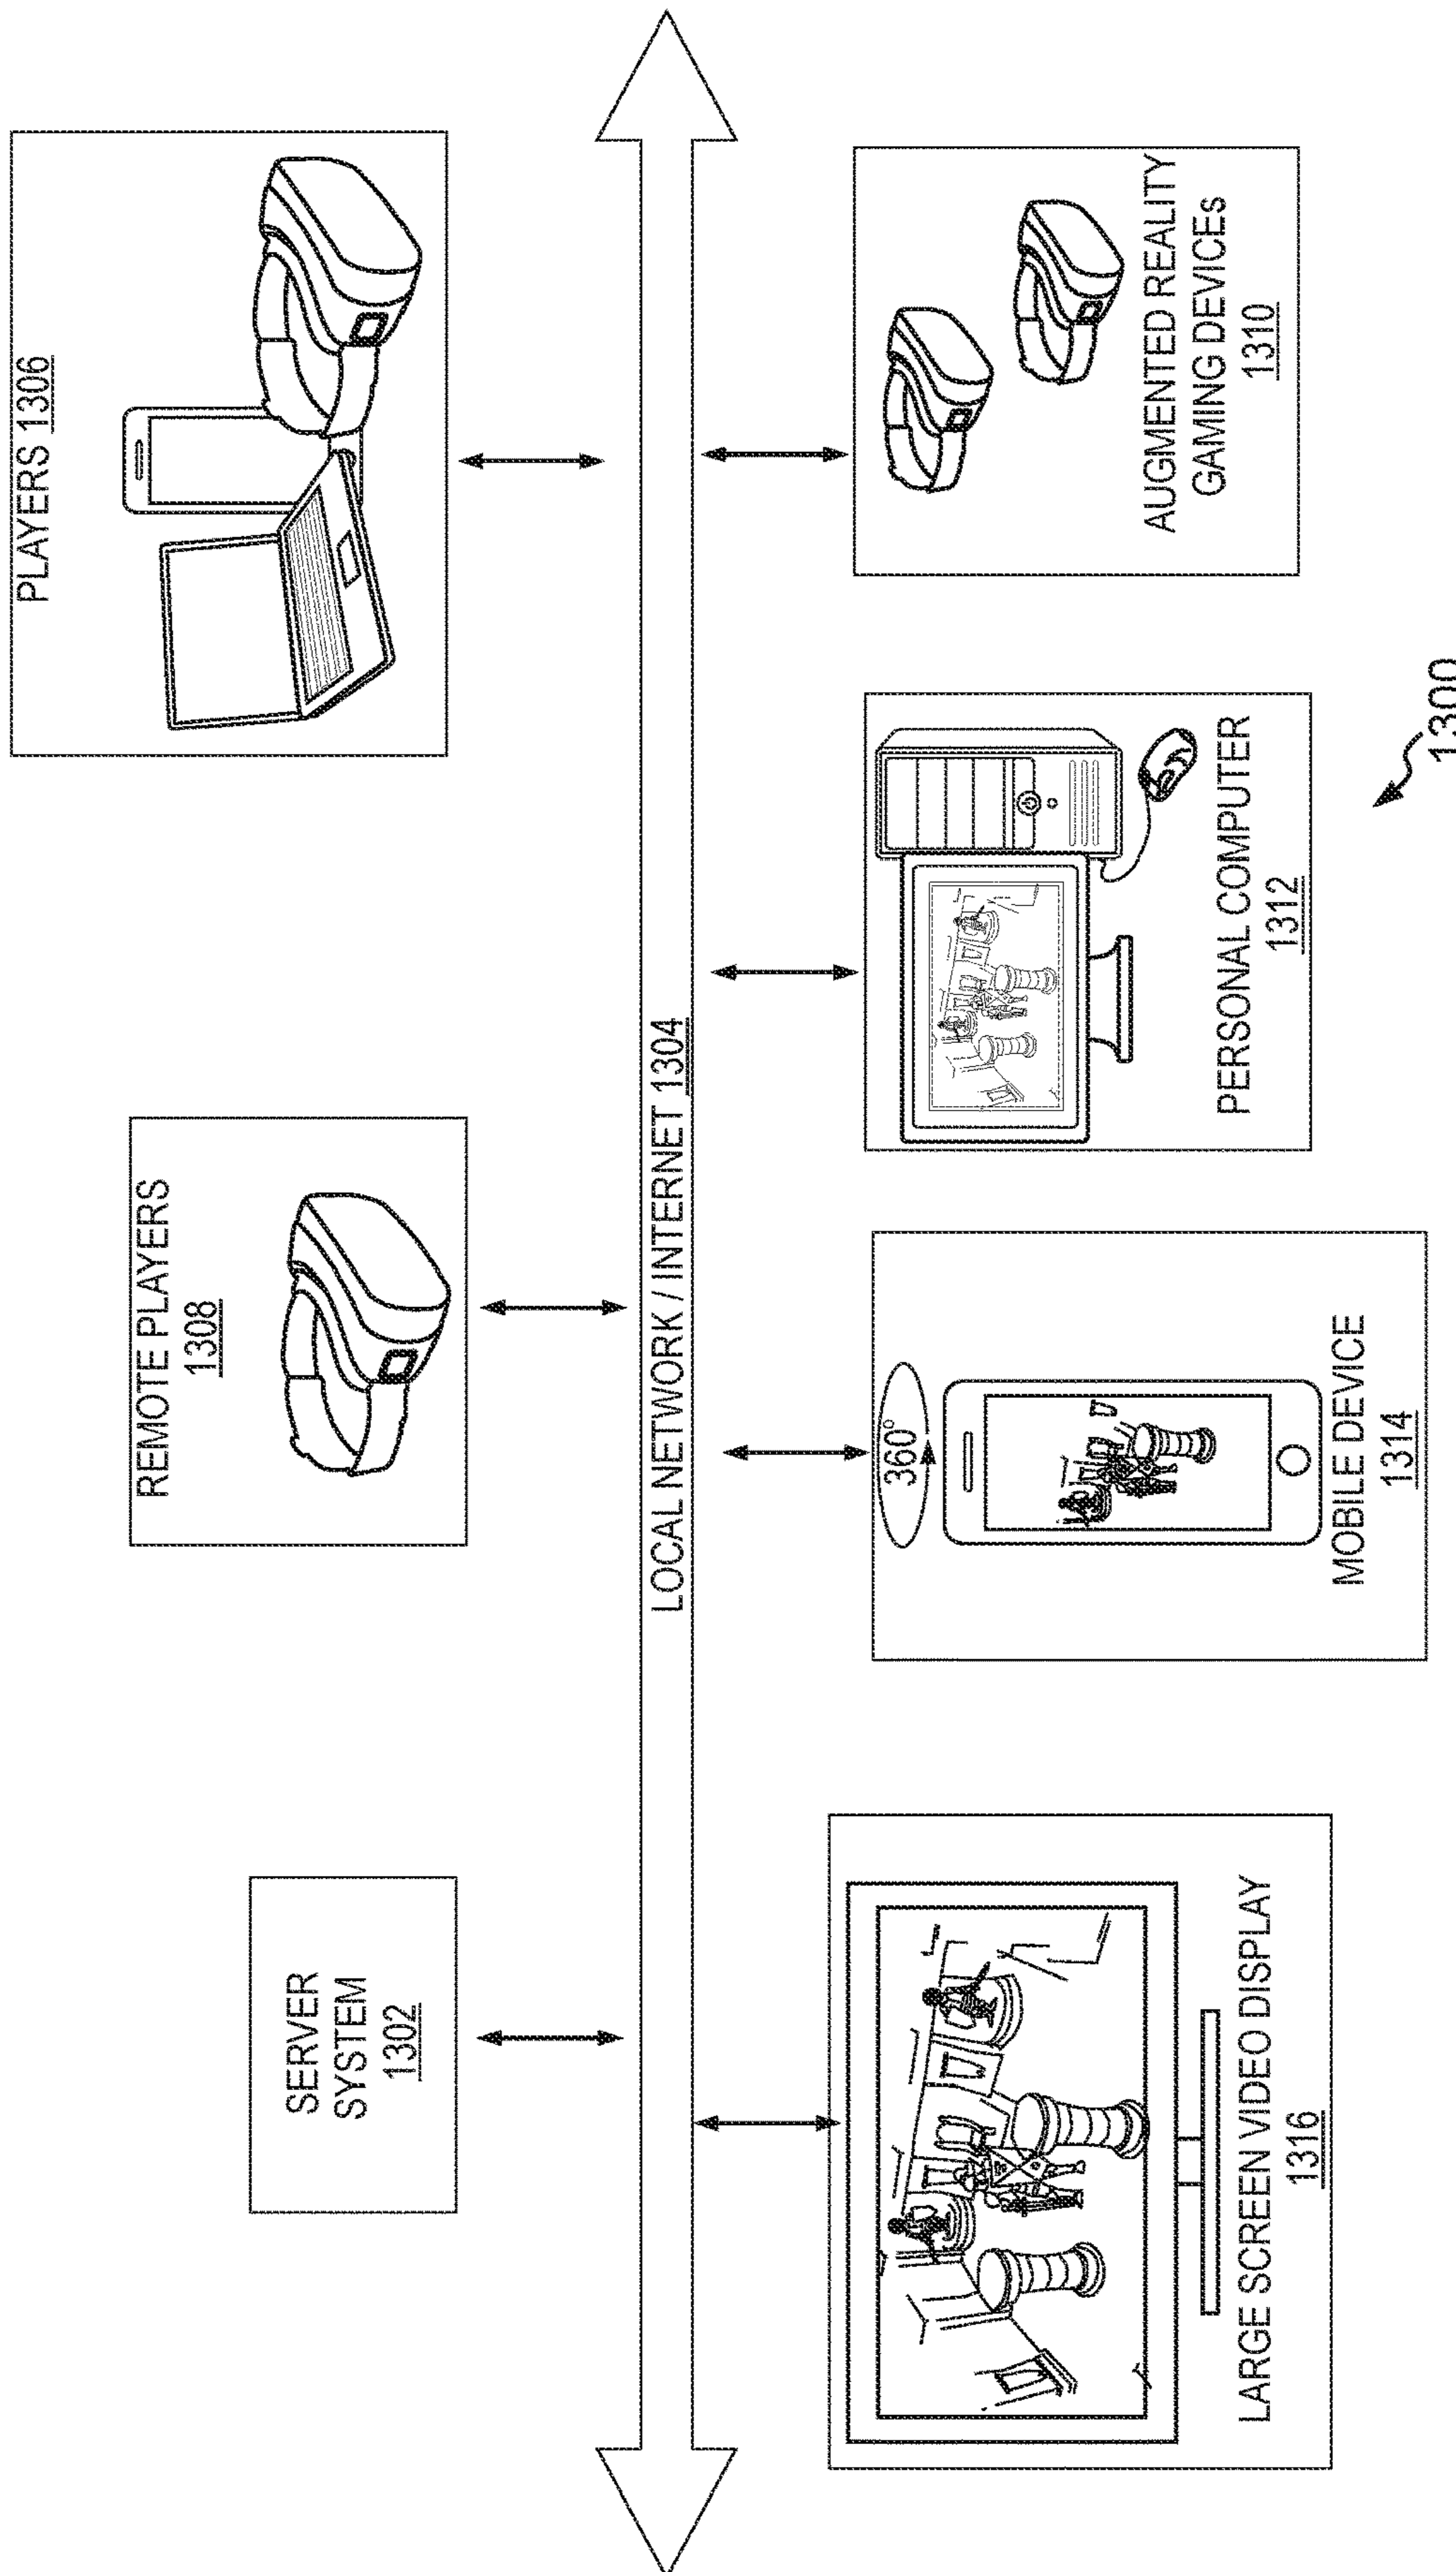 SERVER
SYSTEM
1302
REMOTE PLAYERS
1308
PLAYERS 1306
LOCAL NETWORK / INTERNET 1304
LARGE SCREEN VIDEO DISPLAY
1316
360°
MOBILE DEVICE
1314
PERSONAL COMPUTER
1312
AUGMENTED REALITY
GAMING DEVICEs
1310
1300